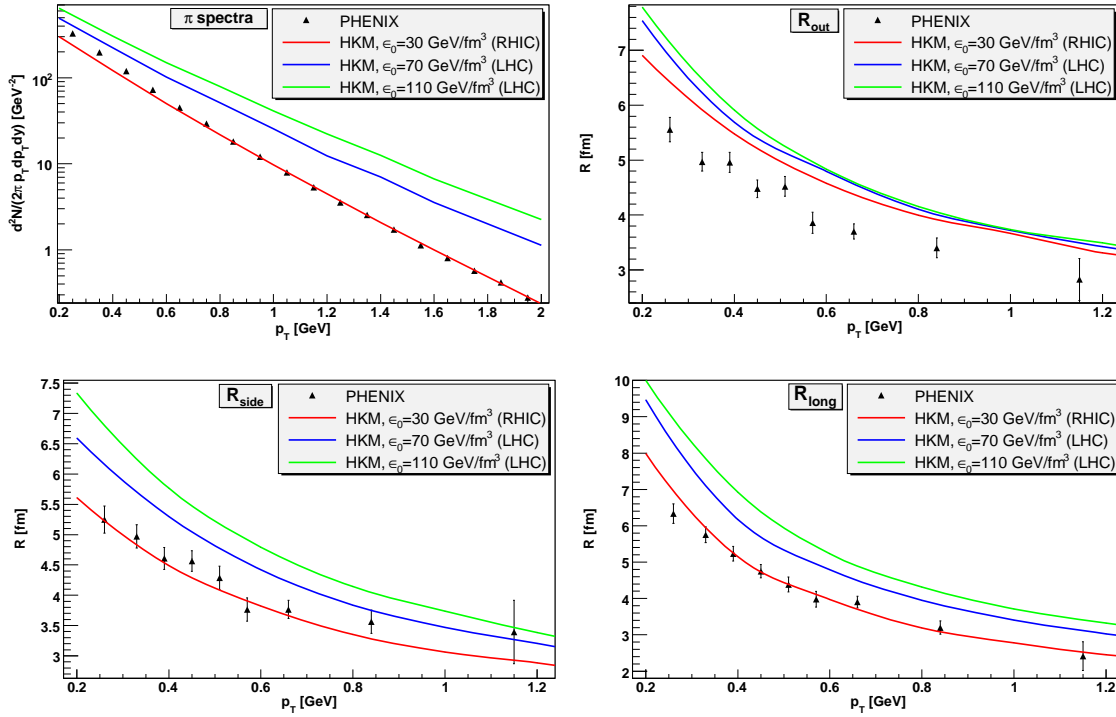 π spectra
PHENIX
HKM, ϵ₀=30 GeV/fm³ (RHIC)
HKM, ϵ₀=70 GeV/fm³ (LHC)
HKM, ϵ₀=110 GeV/fm³ (LHC)
d²N/(2π p_T dp_T dy) [GeV⁻²]
10²
10
1
0.2 0.4 0.6 0.8 1 1.2 1.4 1.6 1.8 2
p_T [GeV]
R_out
PHENIX
HKM, ϵ₀=30 GeV/fm³ (RHIC)
HKM, ϵ₀=70 GeV/fm³ (LHC)
HKM, ϵ₀=110 GeV/fm³ (LHC)
R [fm]
7
6
5
4
3
0.2 0.4 0.6 0.8 1 1.2
p_T [GeV]
R_side
PHENIX
HKM, ϵ₀=30 GeV/fm³ (RHIC)
HKM, ϵ₀=70 GeV/fm³ (LHC)
HKM, ϵ₀=110 GeV/fm³ (LHC)
R [fm]
7.5
7
6.5
6
5.5
5
4.5
4
3.5
3
0.2 0.4 0.6 0.8 1 1.2
p_T [GeV]
R_long
PHENIX
HKM, ϵ₀=30 GeV/fm³ (RHIC)
HKM, ϵ₀=70 GeV/fm³ (LHC)
HKM, ϵ₀=110 GeV/fm³ (LHC)
R [fm]
10
9
8
7
6
5
4
3
2
0.2 0.4 0.6 0.8 1 1.2
p_T [GeV]